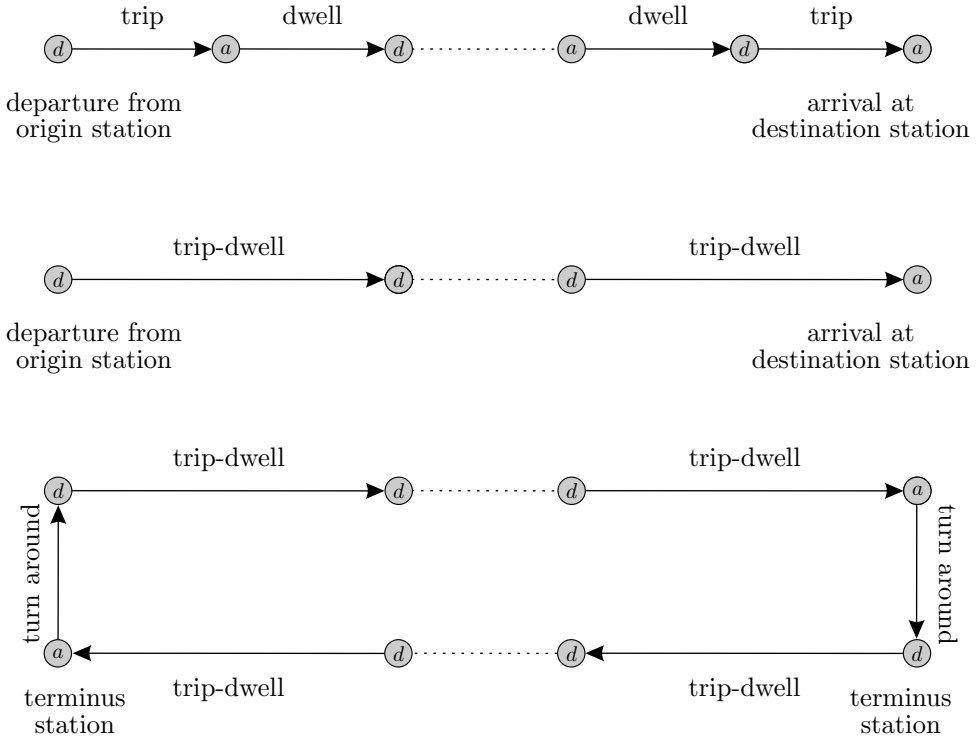 trip dwell dwell trip
d a d a d a
departure from arrival at
origin station destination station
trip-dwell trip-dwell
d d d a
departure from arrival at
origin station destination station
trip-dwell trip-dwell
d d d a
turn around turn around
a d d d
trip-dwell trip-dwell
terminus terminus
station station